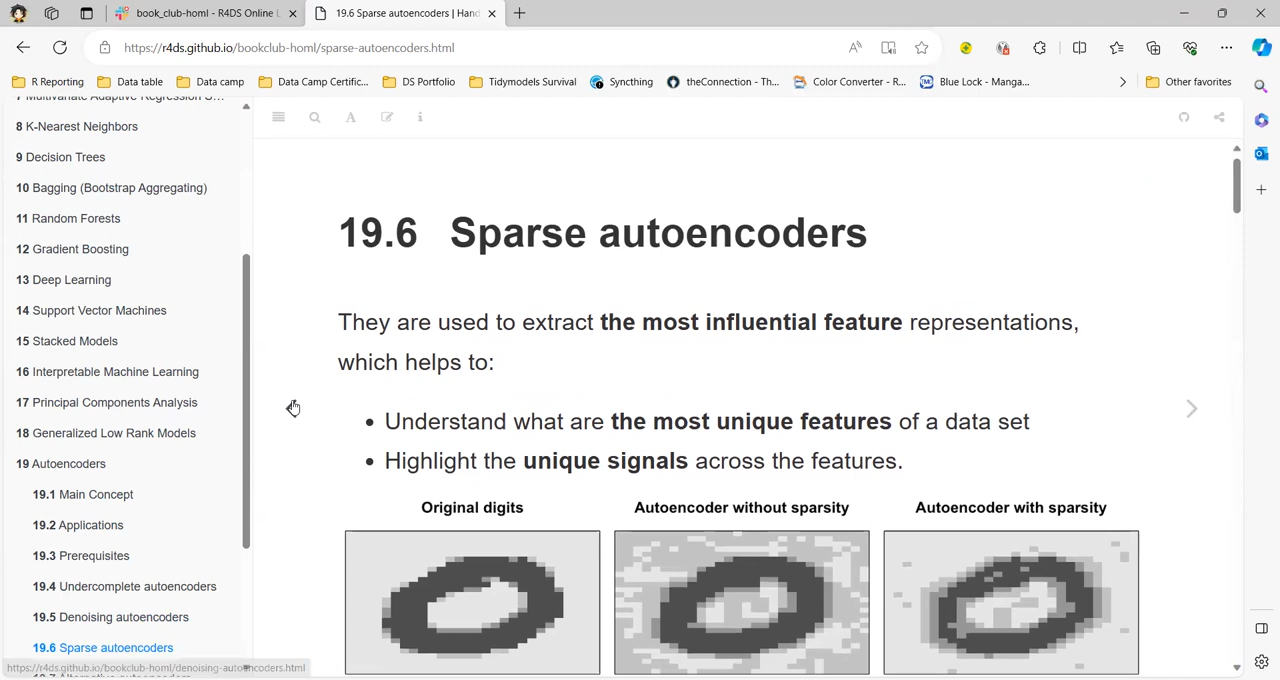 book_club-homl - R4DS Online L
19.6 Sparse autoencoders | Hand
https://r4ds.github.io/bookclub-homl/sparse-autoencoders.html
R Reporting
Data table
Data camp
Data Camp Certific...
DS Portfolio
Tidymodels Survival
Syncthing
theConnection - Th...
Color Converter - R...
Blue Lock - Manga...
Other favorites
7 Multivariate Adaptive Regression S...
8 K-Nearest Neighbors
9 Decision Trees
10 Bagging (Bootstrap Aggregating)
11 Random Forests
12 Gradient Boosting
13 Deep Learning
14 Support Vector Machines
15 Stacked Models
16 Interpretable Machine Learning
17 Principal Components Analysis
18 Generalized Low Rank Models
19 Autoencoders
19.1 Main Concept
19.2 Applications
19.3 Prerequisites
19.4 Undercomplete autoencoders
19.5 Denoising autoencoders
19.6 Sparse autoencoders
https://r4ds.github.io/bookclub-homl/denoising-autoencoders.html
19.6 Sparse autoencoders
They are used to extract the most influential feature representations,
which helps to:
• Understand what are the most unique features of a data set
• Highlight the unique signals across the features.
Original digits
Autoencoder without sparsity
Autoencoder with sparsity